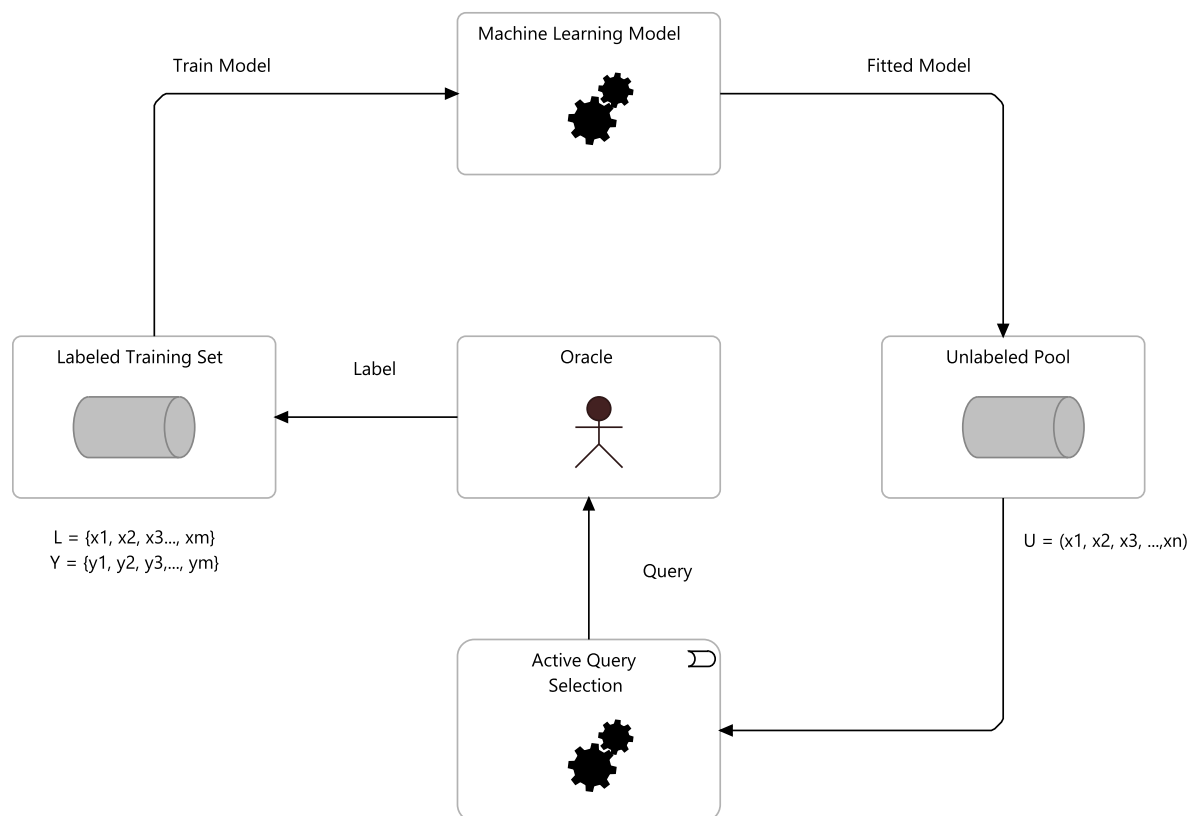 Machine Learning Model
Train Model
Fitted Model
Labeled Training Set
Label
Oracle
Unlabeled Pool
L = {x1, x2, x3..., xm}
Y = {y1, y2, y3,..., ym}
U = (x1, x2, x3, ...,xn)
Query
Active Query
Selection